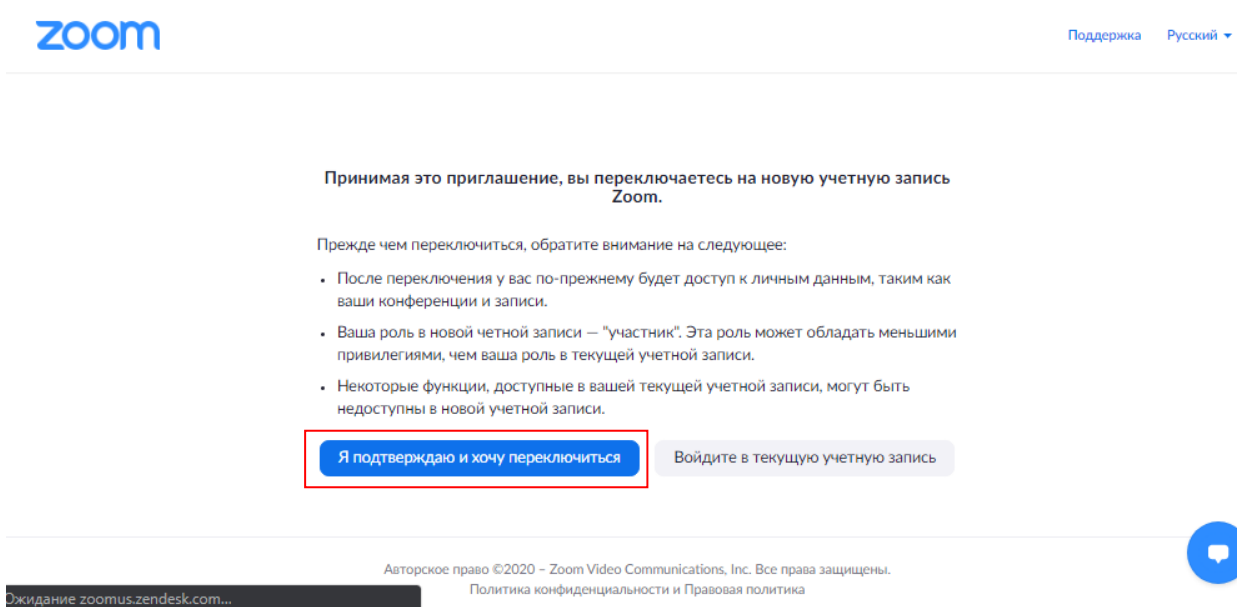 zoom
Поддержка Русский
Принимая это приглашение, вы переключаетесь на новую учетную запись
Zoom.
Прежде чем переключиться, обратите внимание на следующее:
• После переключения у вас по-прежнему будет доступ к личным данным, таким как
ваши конференции и записи.
• Ваша роль в новой четной записи — "участник". Эта роль может обладать меньшими
привилегиями, чем ваша роль в текущей учетной записи.
• Некоторые функции, доступные в вашей текущей учетной записи, могут быть
недоступны в новой учетной записи.
Я подтверждаю и хочу переключиться
Войдите в текущую учетную запись
Авторское право ©2020 – Zoom Video Communications, Inc. Все права защищены.
Политика конфиденциальности и Правовая политика
Ожидание zoomus.zendesk.com...